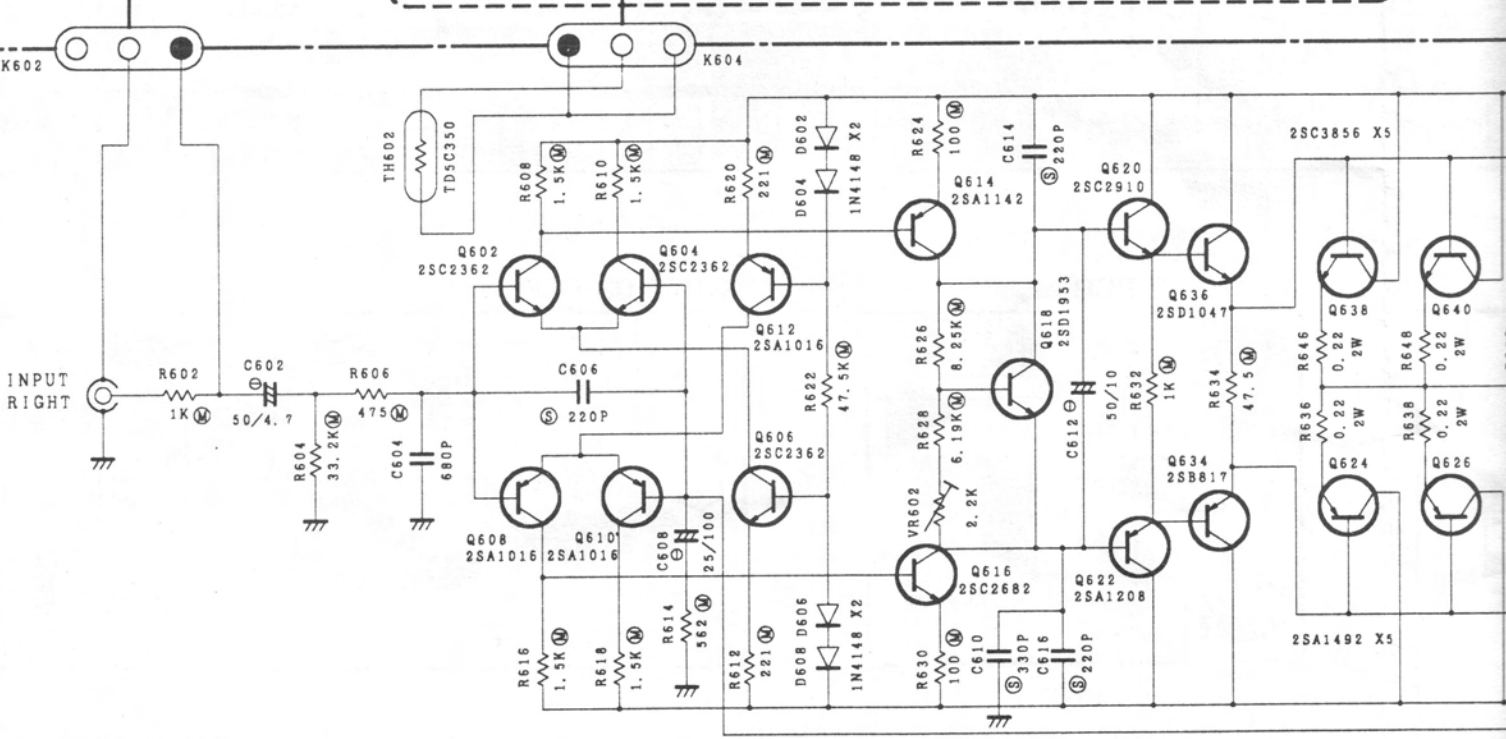 K602
K604
TH602
TD5C350
R608
1.5K Ⓜ
R610
1.5K Ⓜ
R620
221 Ⓜ
D602
D604
1N4148 X2
R624
100 Ⓜ
C614
Ⓢ 220P
Q620
2SC2910
2SC3856 X5
Q614
2SA1142
Q602
2SC2362
Q604
2SC2362
Q612
2SA1016
Q618
2SD1953
Q636
2SD1047
Q638
Q640
R626
8.25K Ⓜ
R622
47.5K Ⓜ
R646
0.22
2W
R648
0.22
2W
INPUT
RIGHT
R602
1K Ⓜ
C602
50/4.7
R606
475 Ⓜ
C606
Ⓢ 220P
R628
6.19K Ⓜ
C612
50/10
R632
1K Ⓜ
R634
47.5 Ⓜ
R636
0.22
2W
R638
0.22
2W
R604
33.2K Ⓜ
C604
680P
Q606
2SC2362
Q634
2SB817
Q624
Q626
VR602
2.2K
Q608
2SA1016
Q610
2SA1016
C608
25/100
Q616
2SC2682
Q622
2SA1208
R616
1.5K Ⓜ
R618
1.5K Ⓜ
R614
562 Ⓜ
R612
221 Ⓜ
D606
D608
1N4148 X2
R630
100 Ⓜ
C610
Ⓢ 330P
C616
Ⓢ 220P
2SA1492 X5